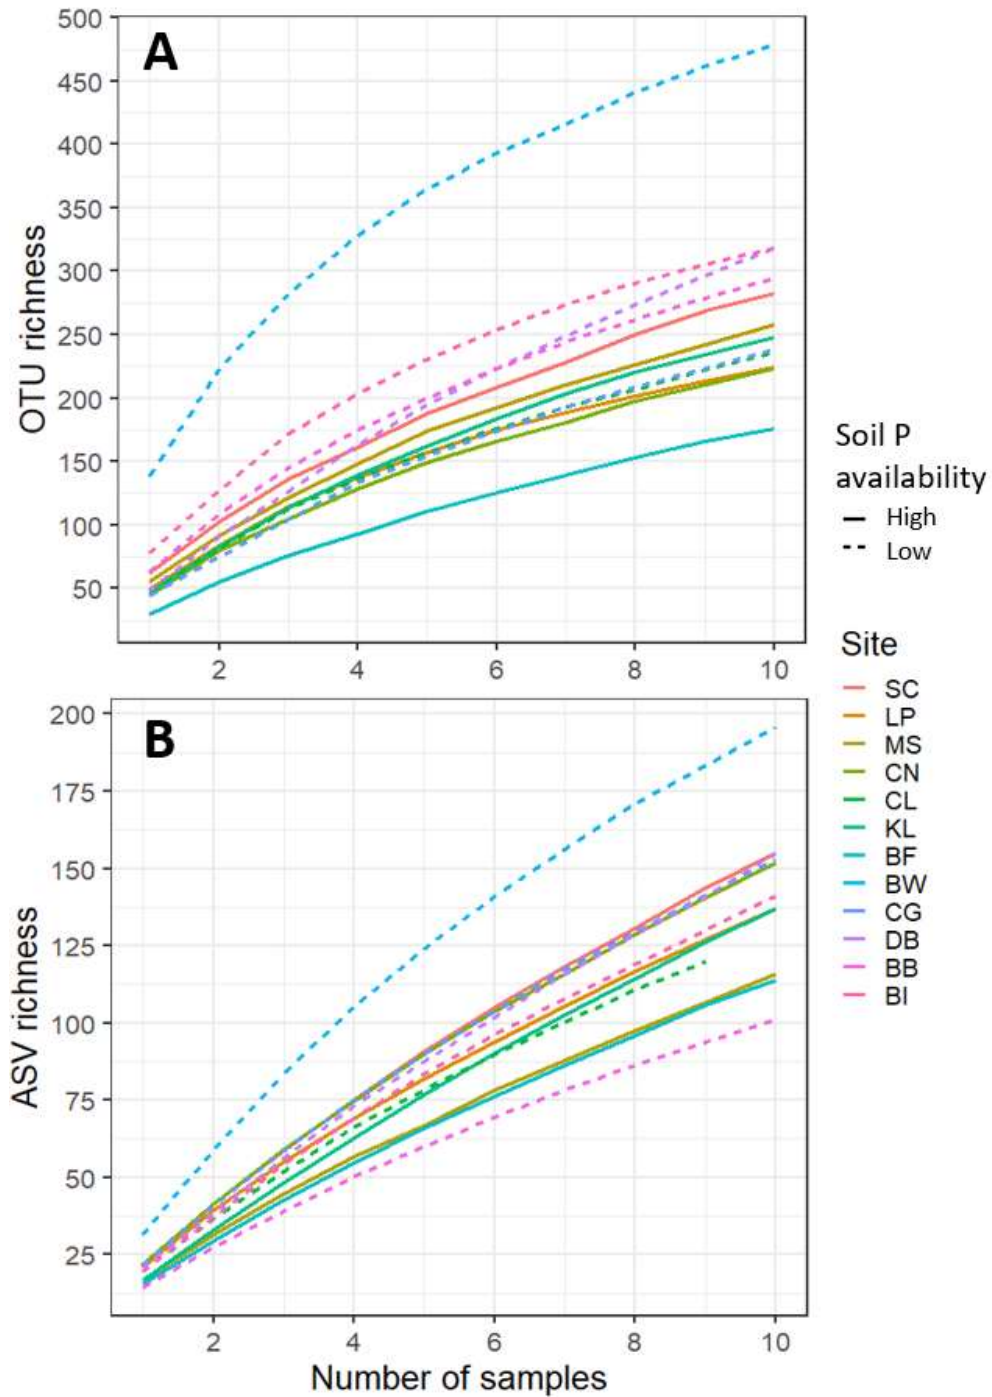 A
500
450
400
350
300
250
200
150
100
50
OTU richness
2 4 6 8 10
B
200
175
150
125
100
75
50
25
ASV richness
2 4 6 8 10
Number of samples
Soil P
availability
High
Low
Site
SC
LP
MS
CN
CL
KL
BF
BW
CG
DB
BB
BI